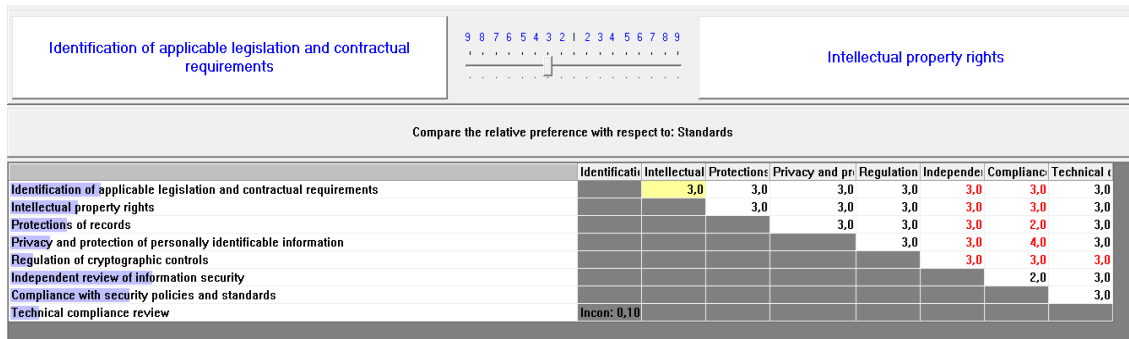 Identification of applicable legislation and contractual
requirements
9 8 7 6 5 4 3 2 1 2 3 4 5 6 7 8 9
Intellectual property rights
Compare the relative preference with respect to: Standards
Identificati Intellectual Protections Privacy and pr Regulation Independe Complianc Technical c
Identification of applicable legislation and contractual requirements 3,0 3,0 3,0 3,0 3,0 3,0 3,0
Intellectual property rights 3,0 3,0 3,0 3,0 3,0 3,0
Protections of records 3,0 3,0 3,0 2,0 3,0
Privacy and protection of personally identificable information 3,0 3,0 4,0 3,0
Regulation of cryptographic controls 3,0 3,0 3,0
Independent review of information security 2,0 3,0
Compliance with security policies and standards 3,0
Technical compliance review Incon: 0,10